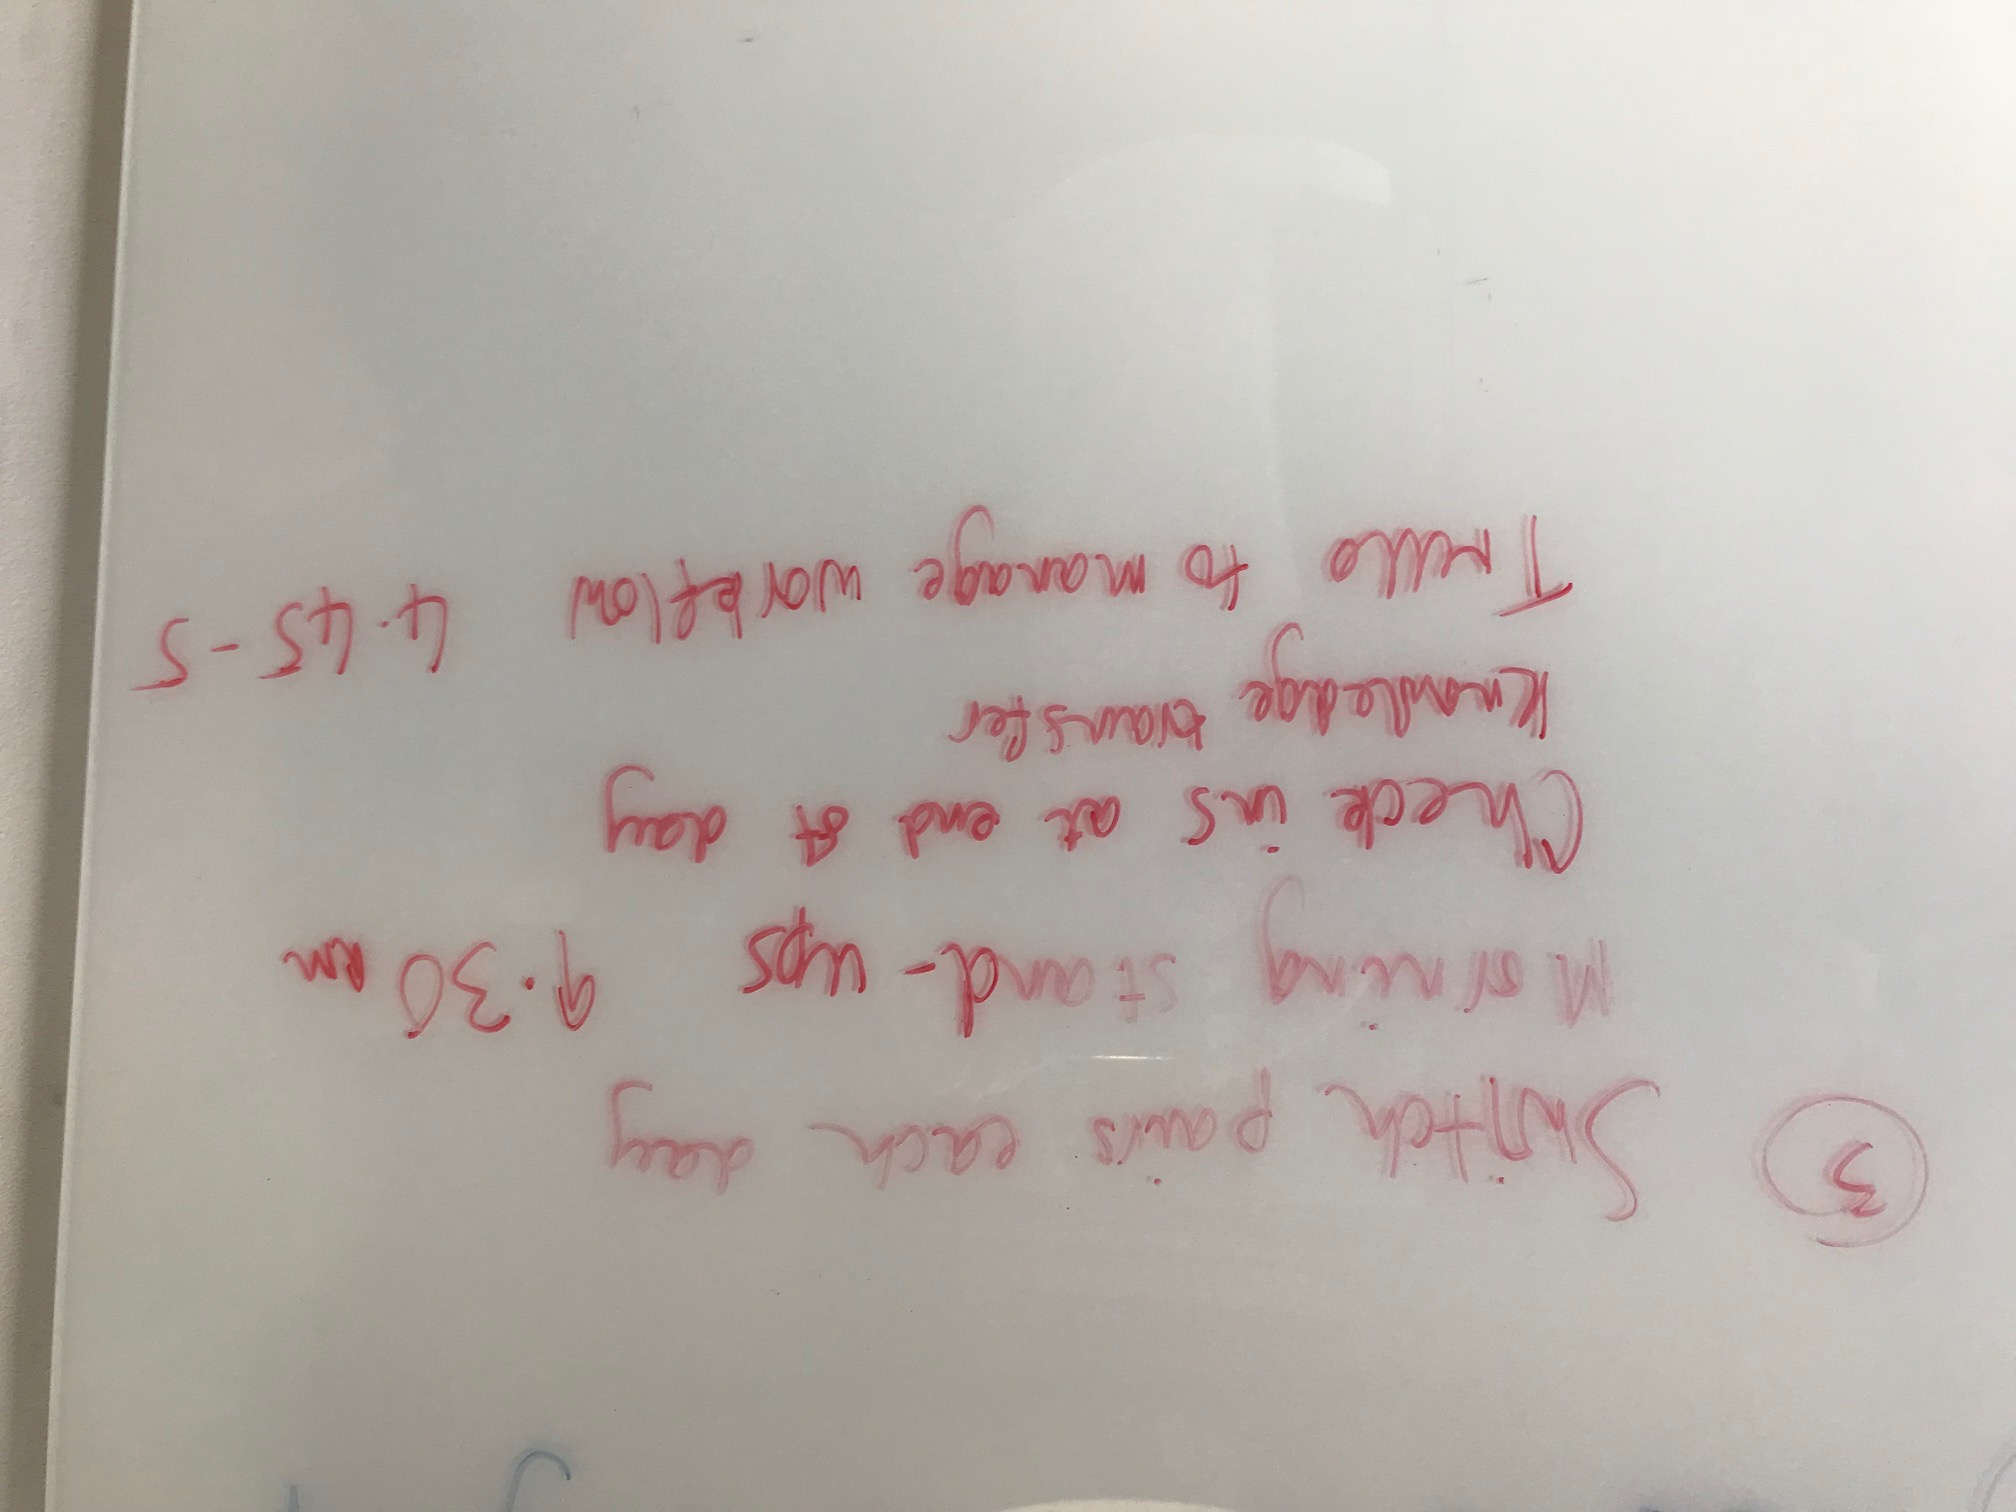 3 Switch pairs each day
Morning stand-ups 9.30 am
Check ins at end of day
Knowledge transfer
Trello to manage workflow 4.45-5